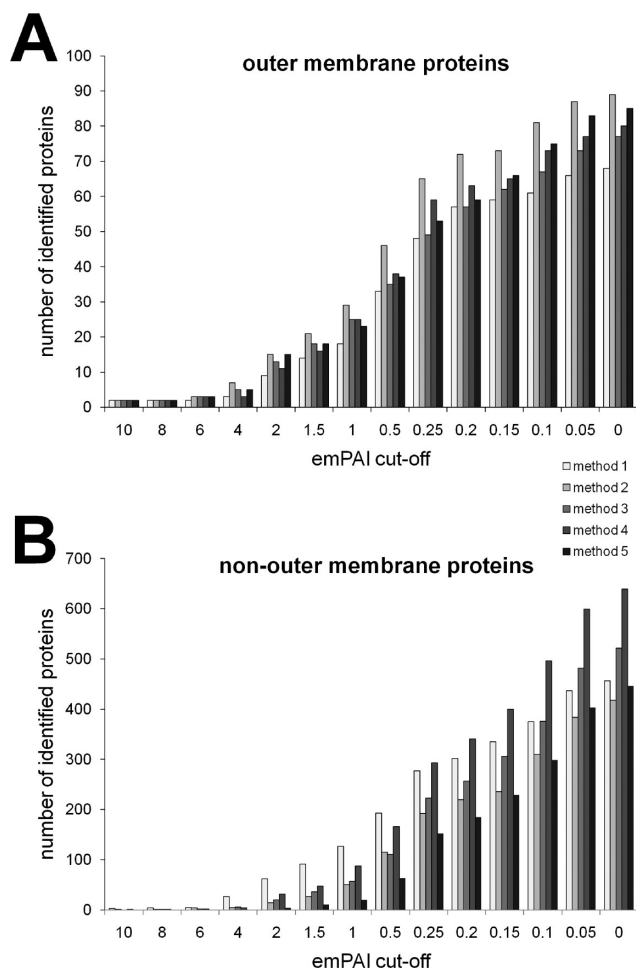 A
outer membrane proteins
number of identified proteins
100
90
80
70
60
50
40
30
20
10
0
10 8 6 4 2 1.5 1 0.5 0.25 0.2 0.15 0.1 0.05 0
emPAI cut-off
method 1
method 2
method 3
method 4
method 5
B
non-outer membrane proteins
number of identified proteins
700
600
500
400
300
200
100
0
10 8 6 4 2 1.5 1 0.5 0.25 0.2 0.15 0.1 0.05 0
emPAI cut-off